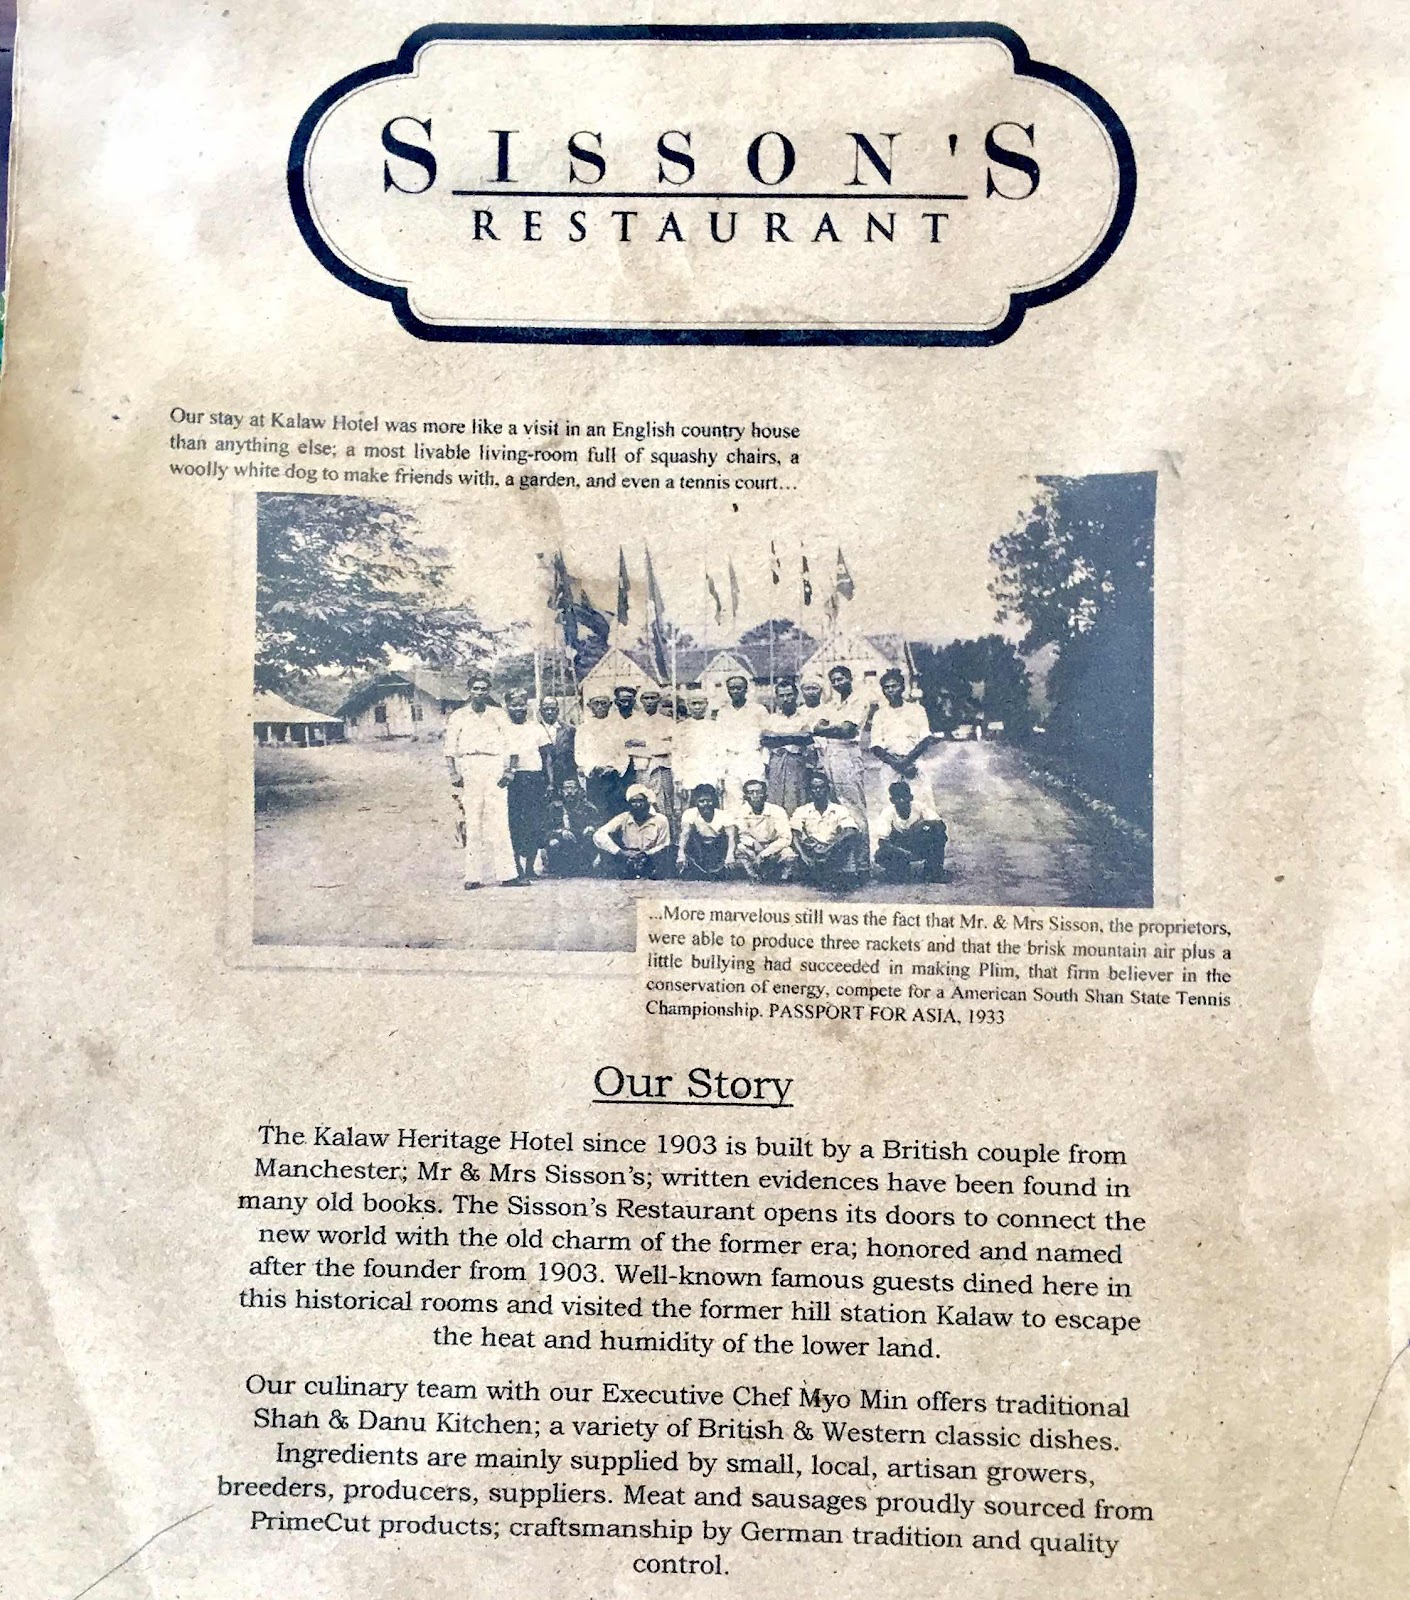 SISSON'S
RESTAURANT
Our stay at Kalaw Hotel was more like a visit in an English country house
than anything else; a most livable living-room full of squashy chairs, a
woolly white dog to make friends with, a garden, and even a tennis court…
...More marvelous still was the fact that Mr. & Mrs Sisson, the proprietors,
were able to produce three rackets and that the brisk mountain air plus a
little bullying had succeeded in making Plim, that firm believer in the
conservation of energy, compete for a American South Shan State Tennis
Championship. PASSPORT FOR ASIA, 1933
Our Story
The Kalaw Heritage Hotel since 1903 is built by a British couple from
Manchester; Mr & Mrs Sisson's; written evidences have been found in
many old books. The Sisson's Restaurant opens its doors to connect the
new world with the old charm of the former era; honored and named
after the founder from 1903. Well-known famous guests dined here in
this historical rooms and visited the former hill station Kalaw to escape
the heat and humidity of the lower land.
Our culinary team with our Executive Chef Myo Min offers traditional
Shan & Danu Kitchen; a variety of British & Western classic dishes.
Ingredients are mainly supplied by small, local, artisan growers,
breeders, producers, suppliers. Meat and sausages proudly sourced from
PrimeCut products; craftsmanship by German tradition and quality
control.